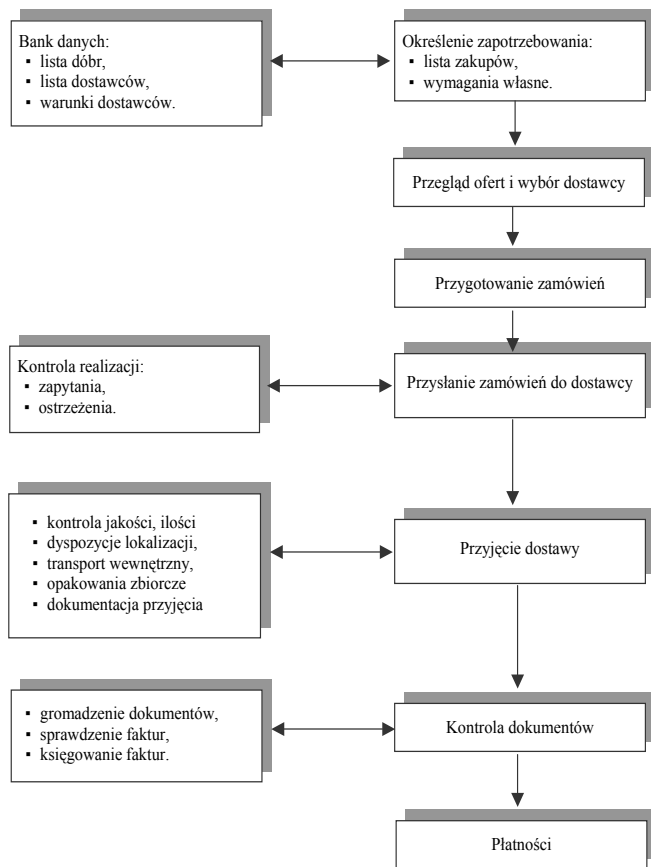 Bank danych:
▪ lista dóbr,
▪ lista dostawców,
▪ warunki dostawców.
Określenie zapotrzebowania:
▪ lista zakupów,
▪ wymagania własne.
Przegląd ofert i wybór dostawcy
Przygotowanie zamówień
Kontrola realizacji:
▪ zapytania,
▪ ostrzeżenia.
Przysłanie zamówień do dostawcy
▪ kontrola jakości, ilości
▪ dyspozycje lokalizacji,
▪ transport wewnętrzny,
▪ opakowania zbiorcze
▪ dokumentacja przyjęcia
Przyjęcie dostawy
▪ gromadzenie dokumentów,
▪ sprawdzenie faktur,
▪ księgowanie faktur.
Kontrola dokumentów
Płatności